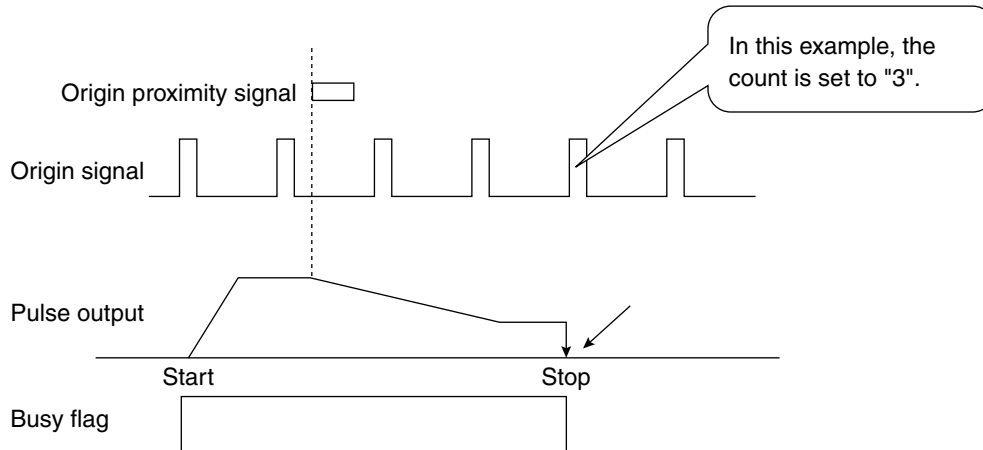 In this example, the
count is set to "3".
Origin proximity signal
Origin signal
Pulse output
Start
Stop
Busy flag